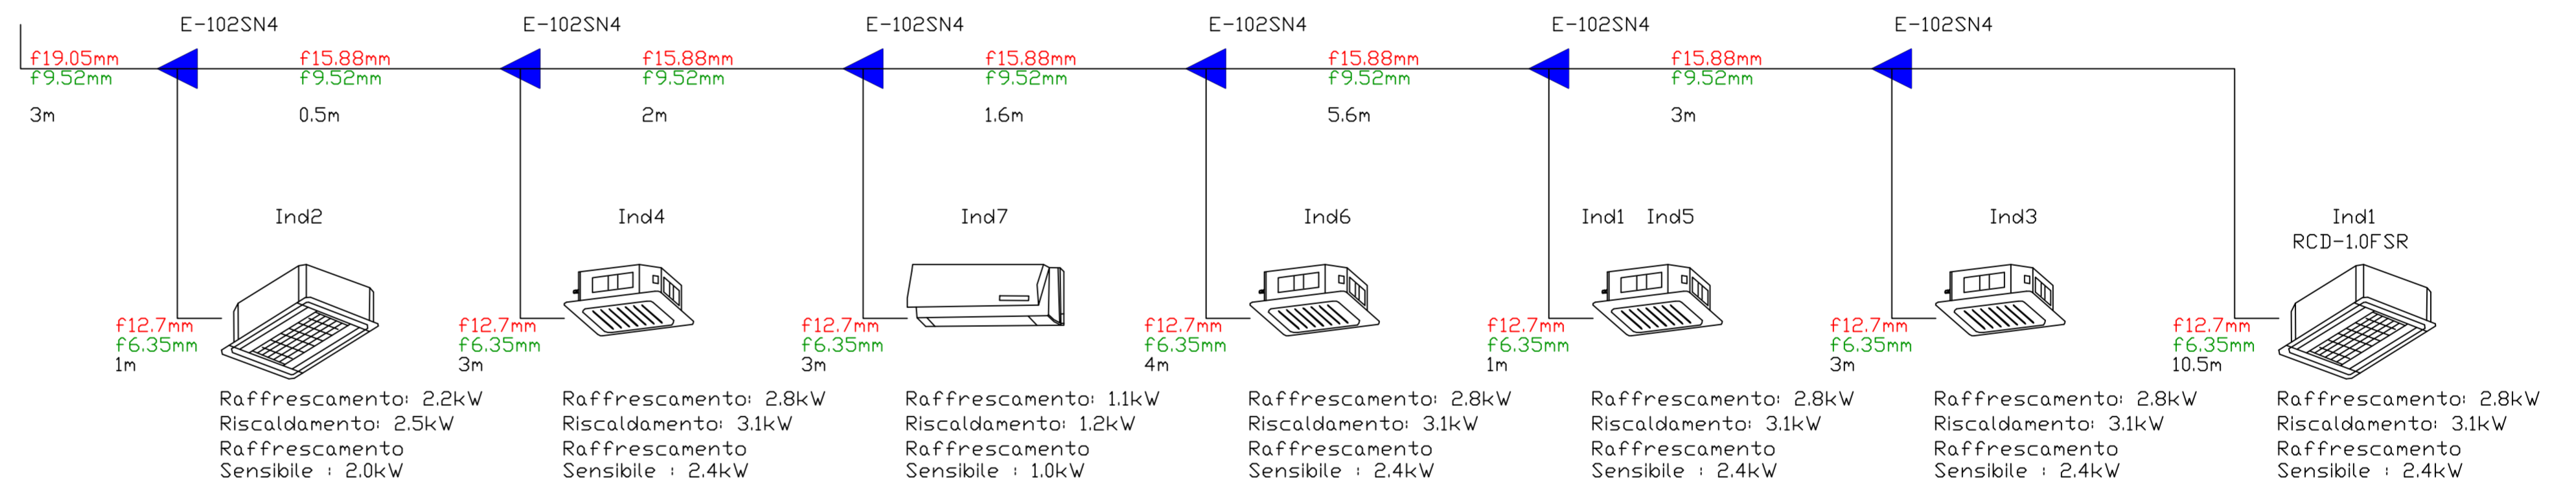 E-102SN4 E-102SN4 E-102SN4 E-102SN4 E-102SN4 E-102SN4
f19.05mm f15.88mm f15.88mm f15.88mm f15.88mm f15.88mm
f9.52mm f9.52mm f9.52mm f9.52mm f9.52mm f9.52mm
3m 0.5m 2m 1.6m 5.6m 3m
Ind2 Ind4 Ind7 Ind6 Ind1 Ind5 Ind3 Ind1
RCD-1.0FSR
f12.7mm f12.7mm f12.7mm f12.7mm f12.7mm f12.7mm f12.7mm
f6.35mm f6.35mm f6.35mm f6.35mm f6.35mm f6.35mm f6.35mm
1m 3m 3m 4m 1m 3m 10.5m
Raffrescamento: 2.2kW Raffrescamento: 2.8kW Raffrescamento: 1.1kW Raffrescamento: 2.8kW Raffrescamento: 2.8kW Raffrescamento: 2.8kW Raffrescamento: 2.8kW
Riscaldamento: 2.5kW Riscaldamento: 3.1kW Riscaldamento: 1.2kW Riscaldamento: 3.1kW Riscaldamento: 3.1kW Riscaldamento: 3.1kW Riscaldamento: 3.1kW
Raffrescamento Raffrescamento Raffrescamento Raffrescamento Raffrescamento Raffrescamento Raffrescamento
Sensibile : 2.0kW Sensibile : 2.4kW Sensibile : 1.0kW Sensibile : 2.4kW Sensibile : 2.4kW Sensibile : 2.4kW Sensibile : 2.4kW